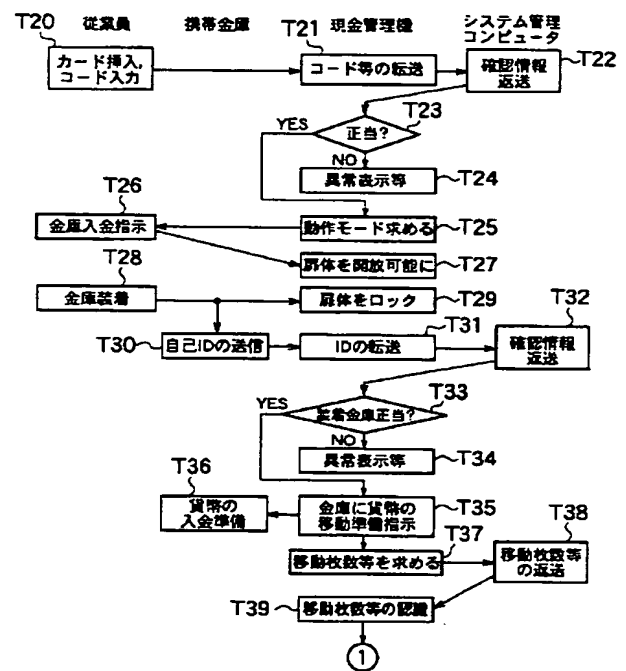 従業員 携帯金庫 現金管理機 システム管理
コンピュータ
T20 T21 T22
カード挿入,
コード入力
コード等の転送
確認情報
返送
T23
正当?
YES
NO
異常表示等 T24
T26
金庫入金指示
動作モード求める T25
扉体を開放可能に T27
T28
金庫装着
扉体をロック T29
T30 自己IDの送信
T31
IDの転送
T32
確認情報
返送
T33
装着金庫正当?
YES
NO
異常表示等 T34
T36
貨幣の
入金準備
金庫に貨幣の
移動準備指示
T35
T37
移動枚数等を求める
T38
移動枚数等
の返送
T39 移動枚数等の認識
1